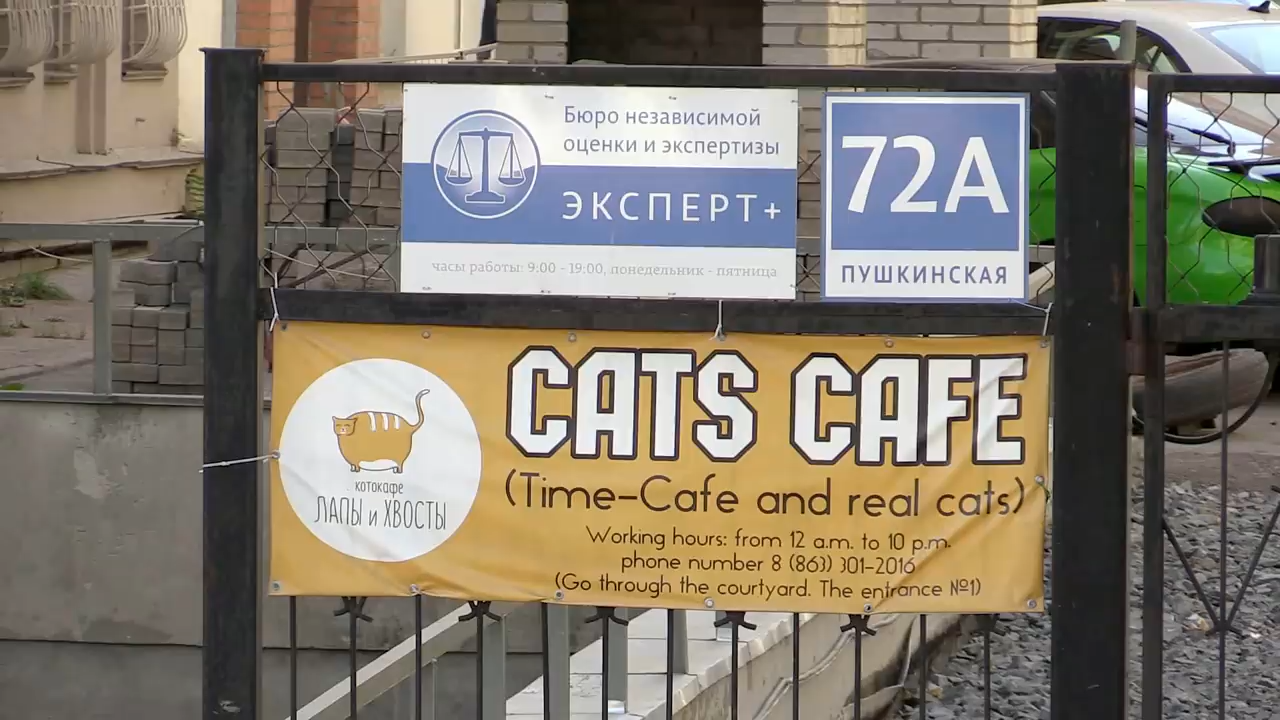 Бюро независимой
оценки и экспертизы
ЭКСПЕРТ+
часы работы: 9:00 - 19:00, понедельник - пятница
72А
ПУШКИНСКАЯ
CATS CAFE
(Time-Cafe and real cats)
Working hours: from 12 a.m. to 10 p.m.
phone number 8 (863) 301-2016
(Go through the courtyard. The entrance №1)
котокафе
ЛАПЫ и ХВОСТЫ